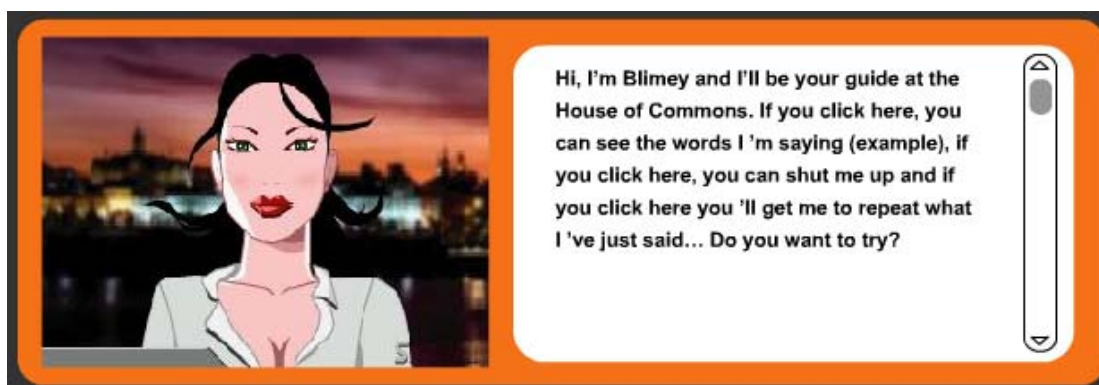 Hi, I'm Blimey and I'll be your guide at the
House of Commons. If you click here, you
can see the words I 'm saying (example), if
you click here, you can shut me up and if
you click here you 'll get me to repeat what
I 've just said... Do you want to try?